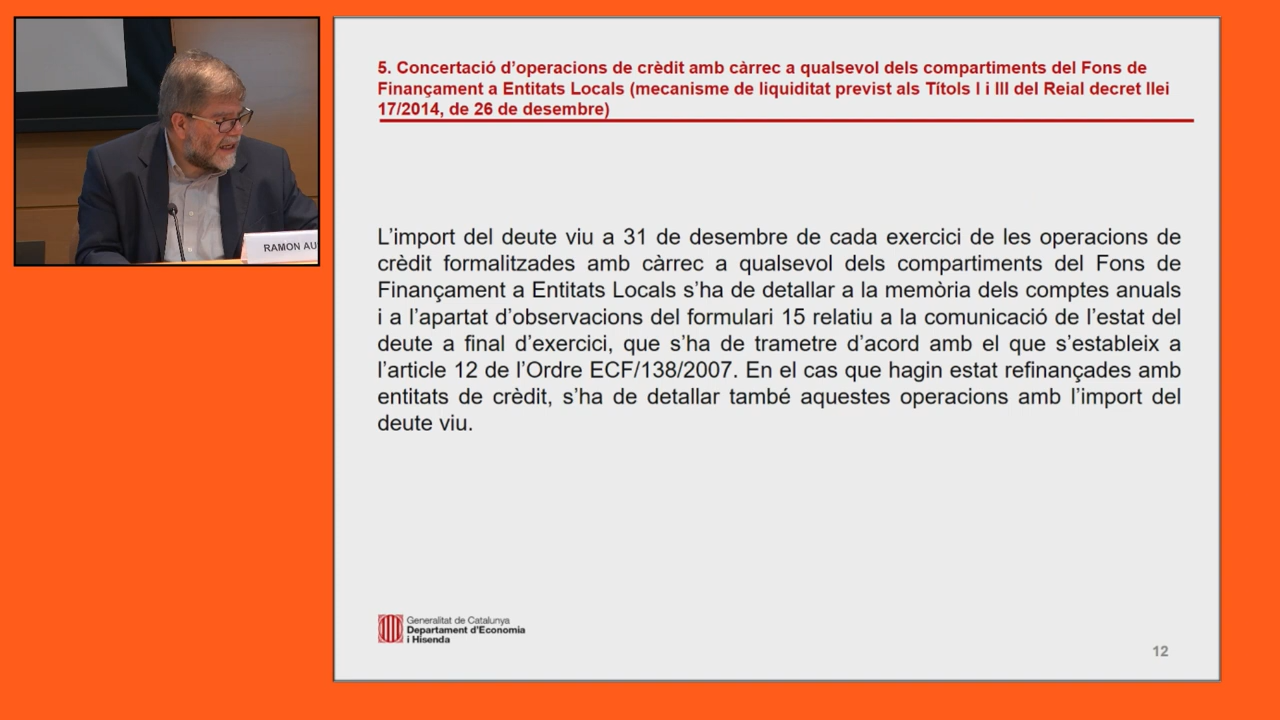 RAMON AU
5. Concertació d’operacions de crèdit amb càrrec a qualsevol dels compartiments del Fons de
Finançament a Entitats Locals (mecanisme de liquiditat previst als Títols I i III del Reial decret llei
17/2014, de 26 de desembre)
L’import del deute viu a 31 de desembre de cada exercici de les operacions de
crèdit formalitzades amb càrrec a qualsevol dels compartiments del Fons de
Finançament a Entitats Locals s’ha de detallar a la memòria dels comptes anuals
i a l’apartat d’observacions del formulari 15 relatiu a la comunicació de l’estat del
deute a final d’exercici, que s’ha de trametre d’acord amb el que s’estableix a
l’article 12 de l’Ordre ECF/138/2007. En el cas que hagin estat refinançades amb
entitats de crèdit, s’ha de detallar també aquestes operacions amb l’import del
deute viu.
Generalitat de Catalunya
Departament d’Economia
i Hisenda
12